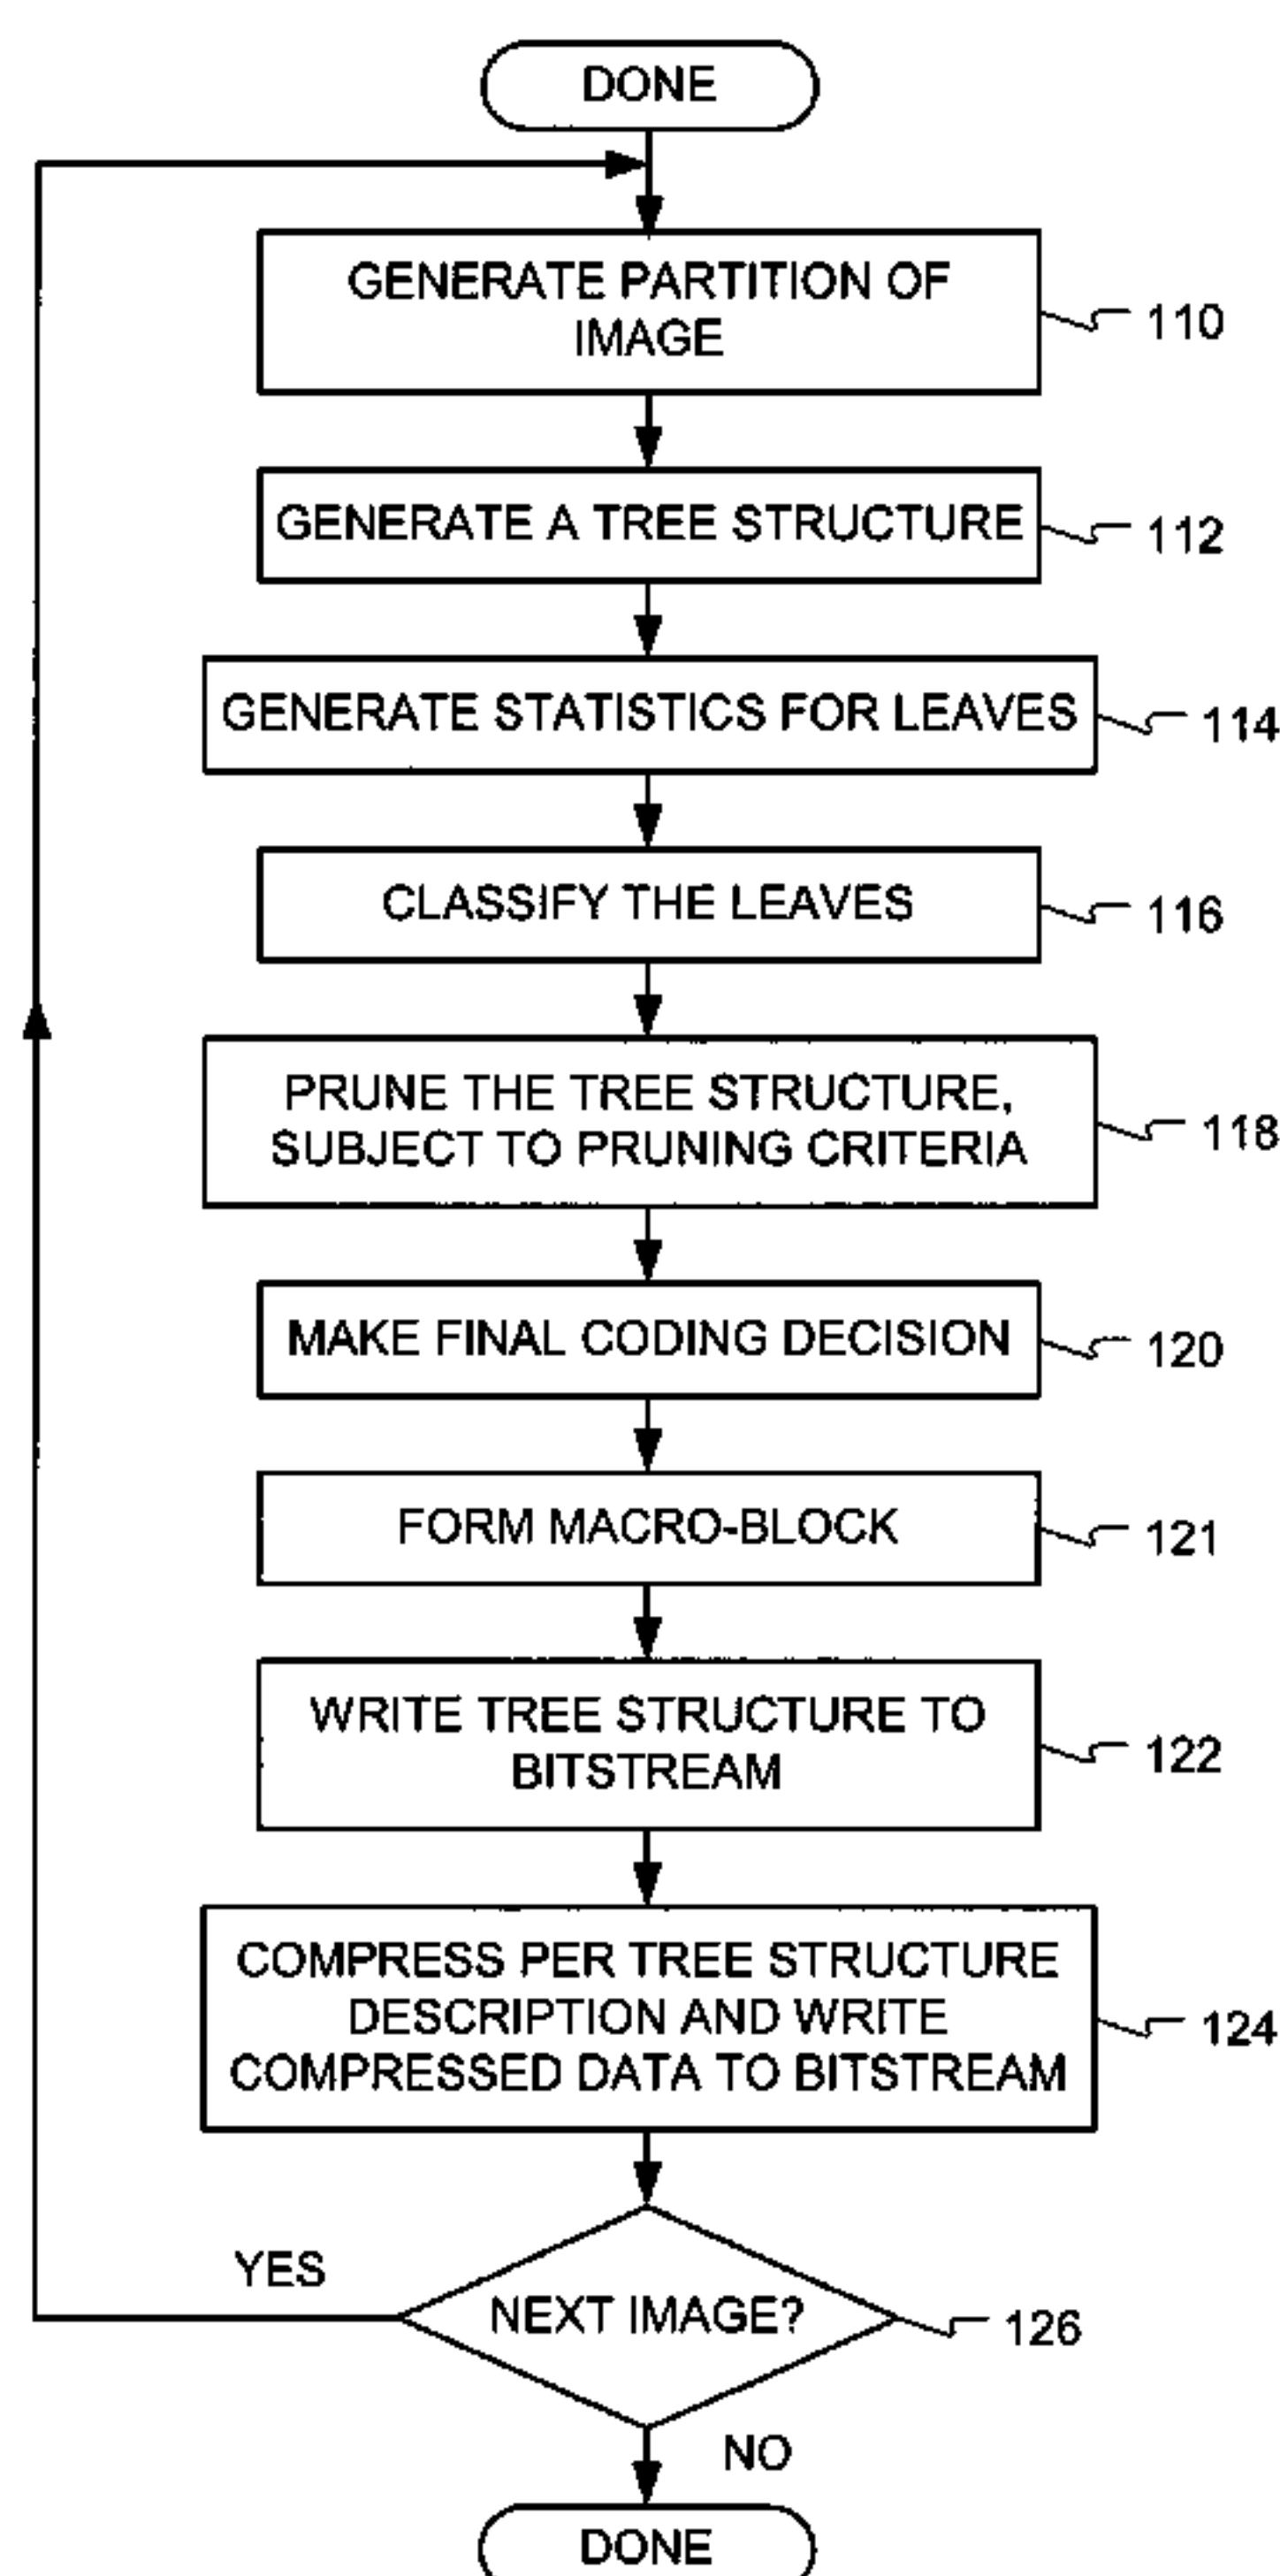 DONE
GENERATE PARTITION OF
IMAGE
110
GENERATE A TREE STRUCTURE
112
GENERATE STATISTICS FOR LEAVES
114
CLASSIFY THE LEAVES
116
PRUNE THE TREE STRUCTURE,
SUBJECT TO PRUNING CRITERIA
118
MAKE FINAL CODING DECISION
120
FORM MACRO-BLOCK
121
WRITE TREE STRUCTURE TO
BITSTREAM
122
COMPRESS PER TREE STRUCTURE
DESCRIPTION AND WRITE
COMPRESSED DATA TO BITSTREAM
124
YES
NEXT IMAGE?
126
NO
DONE